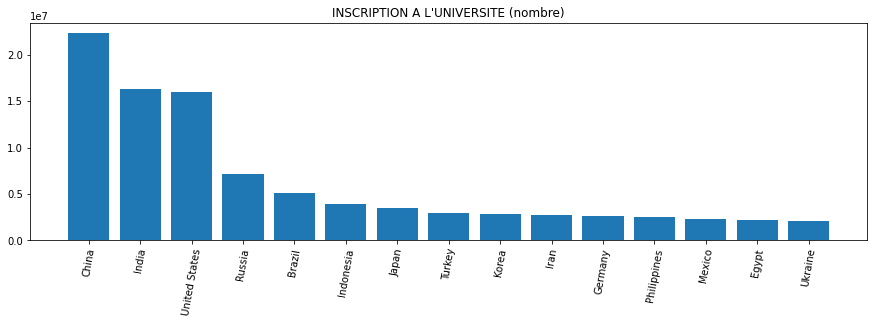 INSCRIPTION A L'UNIVERSITE (nombre)
1e7
2.0
1.5
1.0
0.5
0.0
China
India
United States
Russia
Brazil
Indonesia
Japan
Turkey
Korea
Iran
Germany
Philippines
Mexico
Egypt
Ukraine